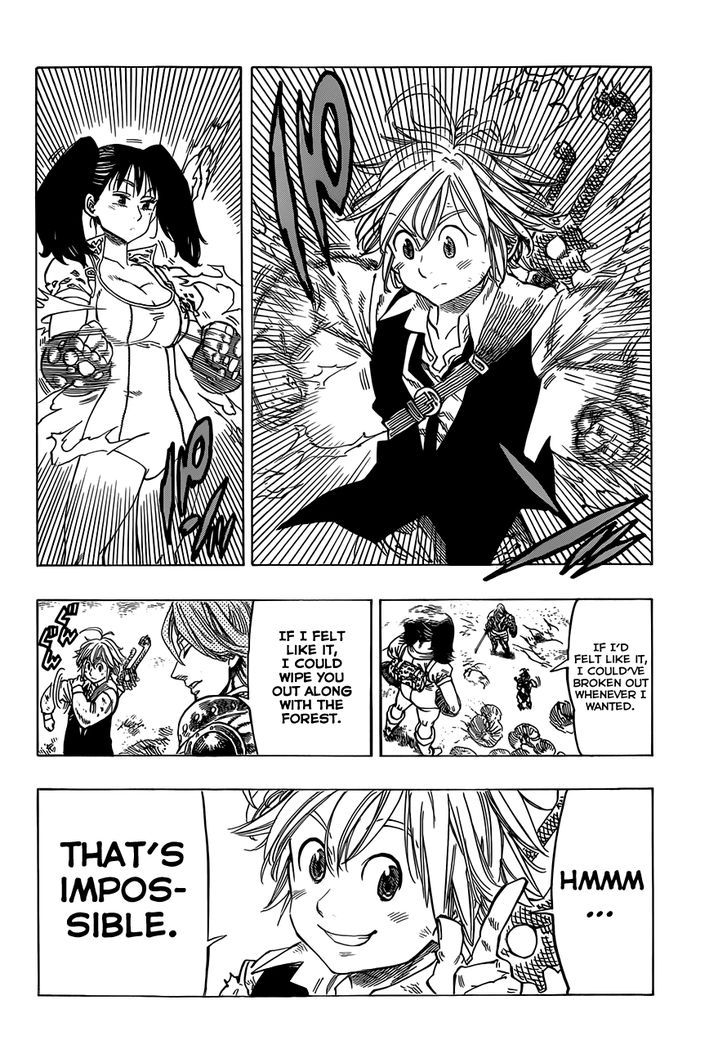 IF I'D
FELT LIKE IT,
I COULD'VE
BROKEN OUT
WHENEVER I
WANTED.
IF I FELT
LIKE IT,
I COULD
WIPE YOU
OUT ALONG
WITH THE
FOREST.
HMMM
...
THAT'S
IMPOS-
SIBLE.